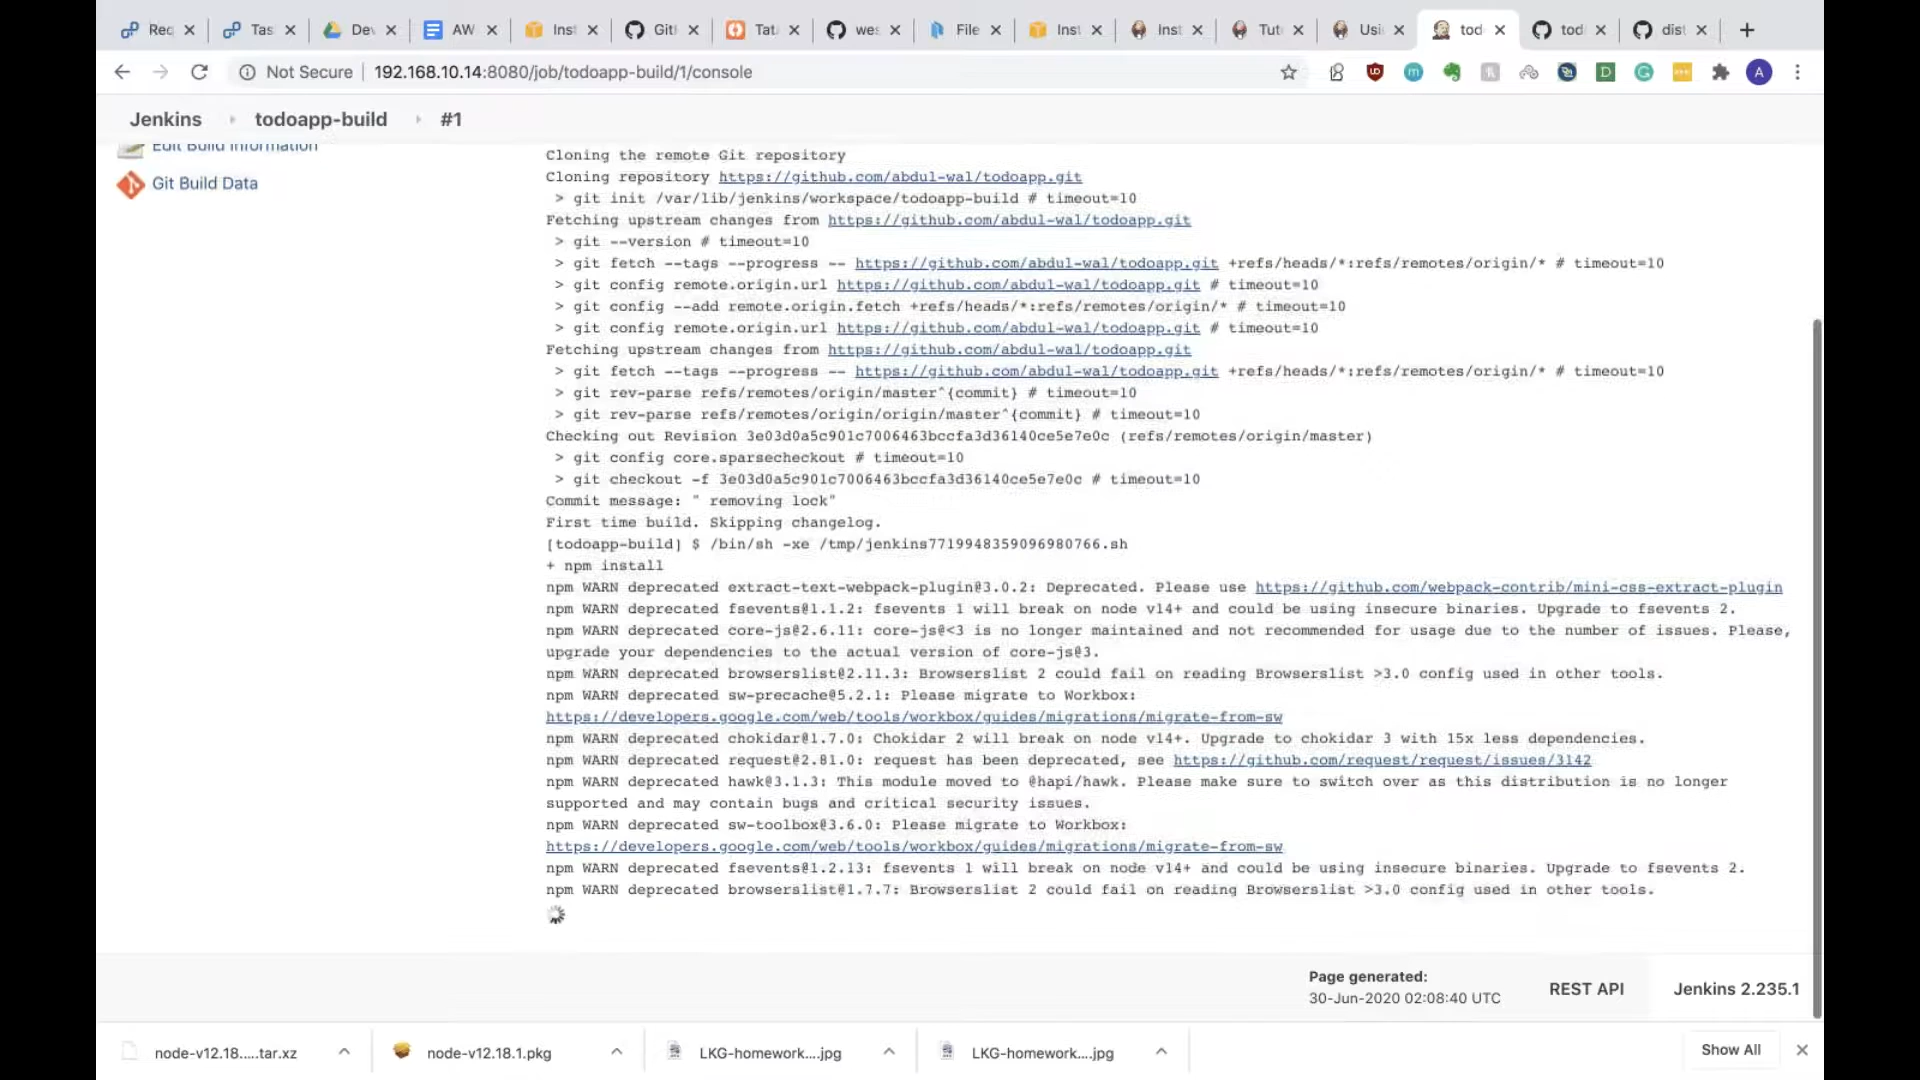 Rec
Tas
Dev
AW
Inst
Git
Tat
wes
File
Inst
Inst
Tut
Usi
tod
tod
dist
Not Secure
192.168.10.14:8080/job/todoapp-build/1/console
A
Jenkins
todoapp-build
#1
Edit Build Information
Git Build Data
Cloning the remote Git repository
Cloning repository https://github.com/abdul-wal/todoapp.git
> git init /var/lib/jenkins/workspace/todoapp-build # timeout=10
Fetching upstream changes from https://github.com/abdul-wal/todoapp.git
> git --version # timeout=10
> git fetch --tags --progress -- https://github.com/abdul-wal/todoapp.git +refs/heads/*:refs/remotes/origin/* # timeout=10
> git config remote.origin.url https://github.com/abdul-wal/todoapp.git # timeout=10
> git config --add remote.origin.fetch +refs/heads/*:refs/remotes/origin/* # timeout=10
> git config remote.origin.url https://github.com/abdul-wal/todoapp.git # timeout=10
Fetching upstream changes from https://github.com/abdul-wal/todoapp.git
> git fetch --tags --progress -- https://github.com/abdul-wal/todoapp.git +refs/heads/*:refs/remotes/origin/* # timeout=10
> git rev-parse refs/remotes/origin/master^{commit} # timeout=10
> git rev-parse refs/remotes/origin/origin/master^{commit} # timeout=10
Checking out Revision 3e03d0a5c901c7006463bccfa3d36140ce5e7e0c (refs/remotes/origin/master)
> git config core.sparsecheckout # timeout=10
> git checkout -f 3e03d0a5c901c7006463bccfa3d36140ce5e7e0c # timeout=10
Commit message: " removing lock"
First time build. Skipping changelog.
[todoapp-build] $ /bin/sh -xe /tmp/jenkins7719948359096980766.sh
+ npm install
npm WARN deprecated extract-text-webpack-plugin@3.0.2: Deprecated. Please use https://github.com/webpack-contrib/mini-css-extract-plugin
npm WARN deprecated fsevents@1.1.2: fsevents 1 will break on node v14+ and could be using insecure binaries. Upgrade to fsevents 2.
npm WARN deprecated core-js@2.6.11: core-js@<3 is no longer maintained and not recommended for usage due to the number of issues. Please,
upgrade your dependencies to the actual version of core-js@3.
npm WARN deprecated browserslist@2.11.3: Browserslist 2 could fail on reading Browserslist >3.0 config used in other tools.
npm WARN deprecated sw-precache@5.2.1: Please migrate to Workbox:
https://developers.google.com/web/tools/workbox/guides/migrations/migrate-from-sw
npm WARN deprecated chokidar@1.7.0: Chokidar 2 will break on node v14+. Upgrade to chokidar 3 with 15x less dependencies.
npm WARN deprecated request@2.81.0: request has been deprecated, see https://github.com/request/request/issues/3142
npm WARN deprecated hawk@3.1.3: This module moved to @hapi/hawk. Please make sure to switch over as this distribution is no longer
supported and may contain bugs and critical security issues.
npm WARN deprecated sw-toolbox@3.6.0: Please migrate to Workbox:
https://developers.google.com/web/tools/workbox/guides/migrations/migrate-from-sw
npm WARN deprecated fsevents@1.2.13: fsevents 1 will break on node v14+ and could be using insecure binaries. Upgrade to fsevents 2.
npm WARN deprecated browserslist@1.7.7: Browserslist 2 could fail on reading Browserslist >3.0 config used in other tools.
Page generated:
30-Jun-2020 02:08:40 UTC
REST API
Jenkins 2.235.1
node-v12.18.....tar.xz
node-v12.18.1.pkg
LKG-homework....jpg
LKG-homework....jpg
Show All